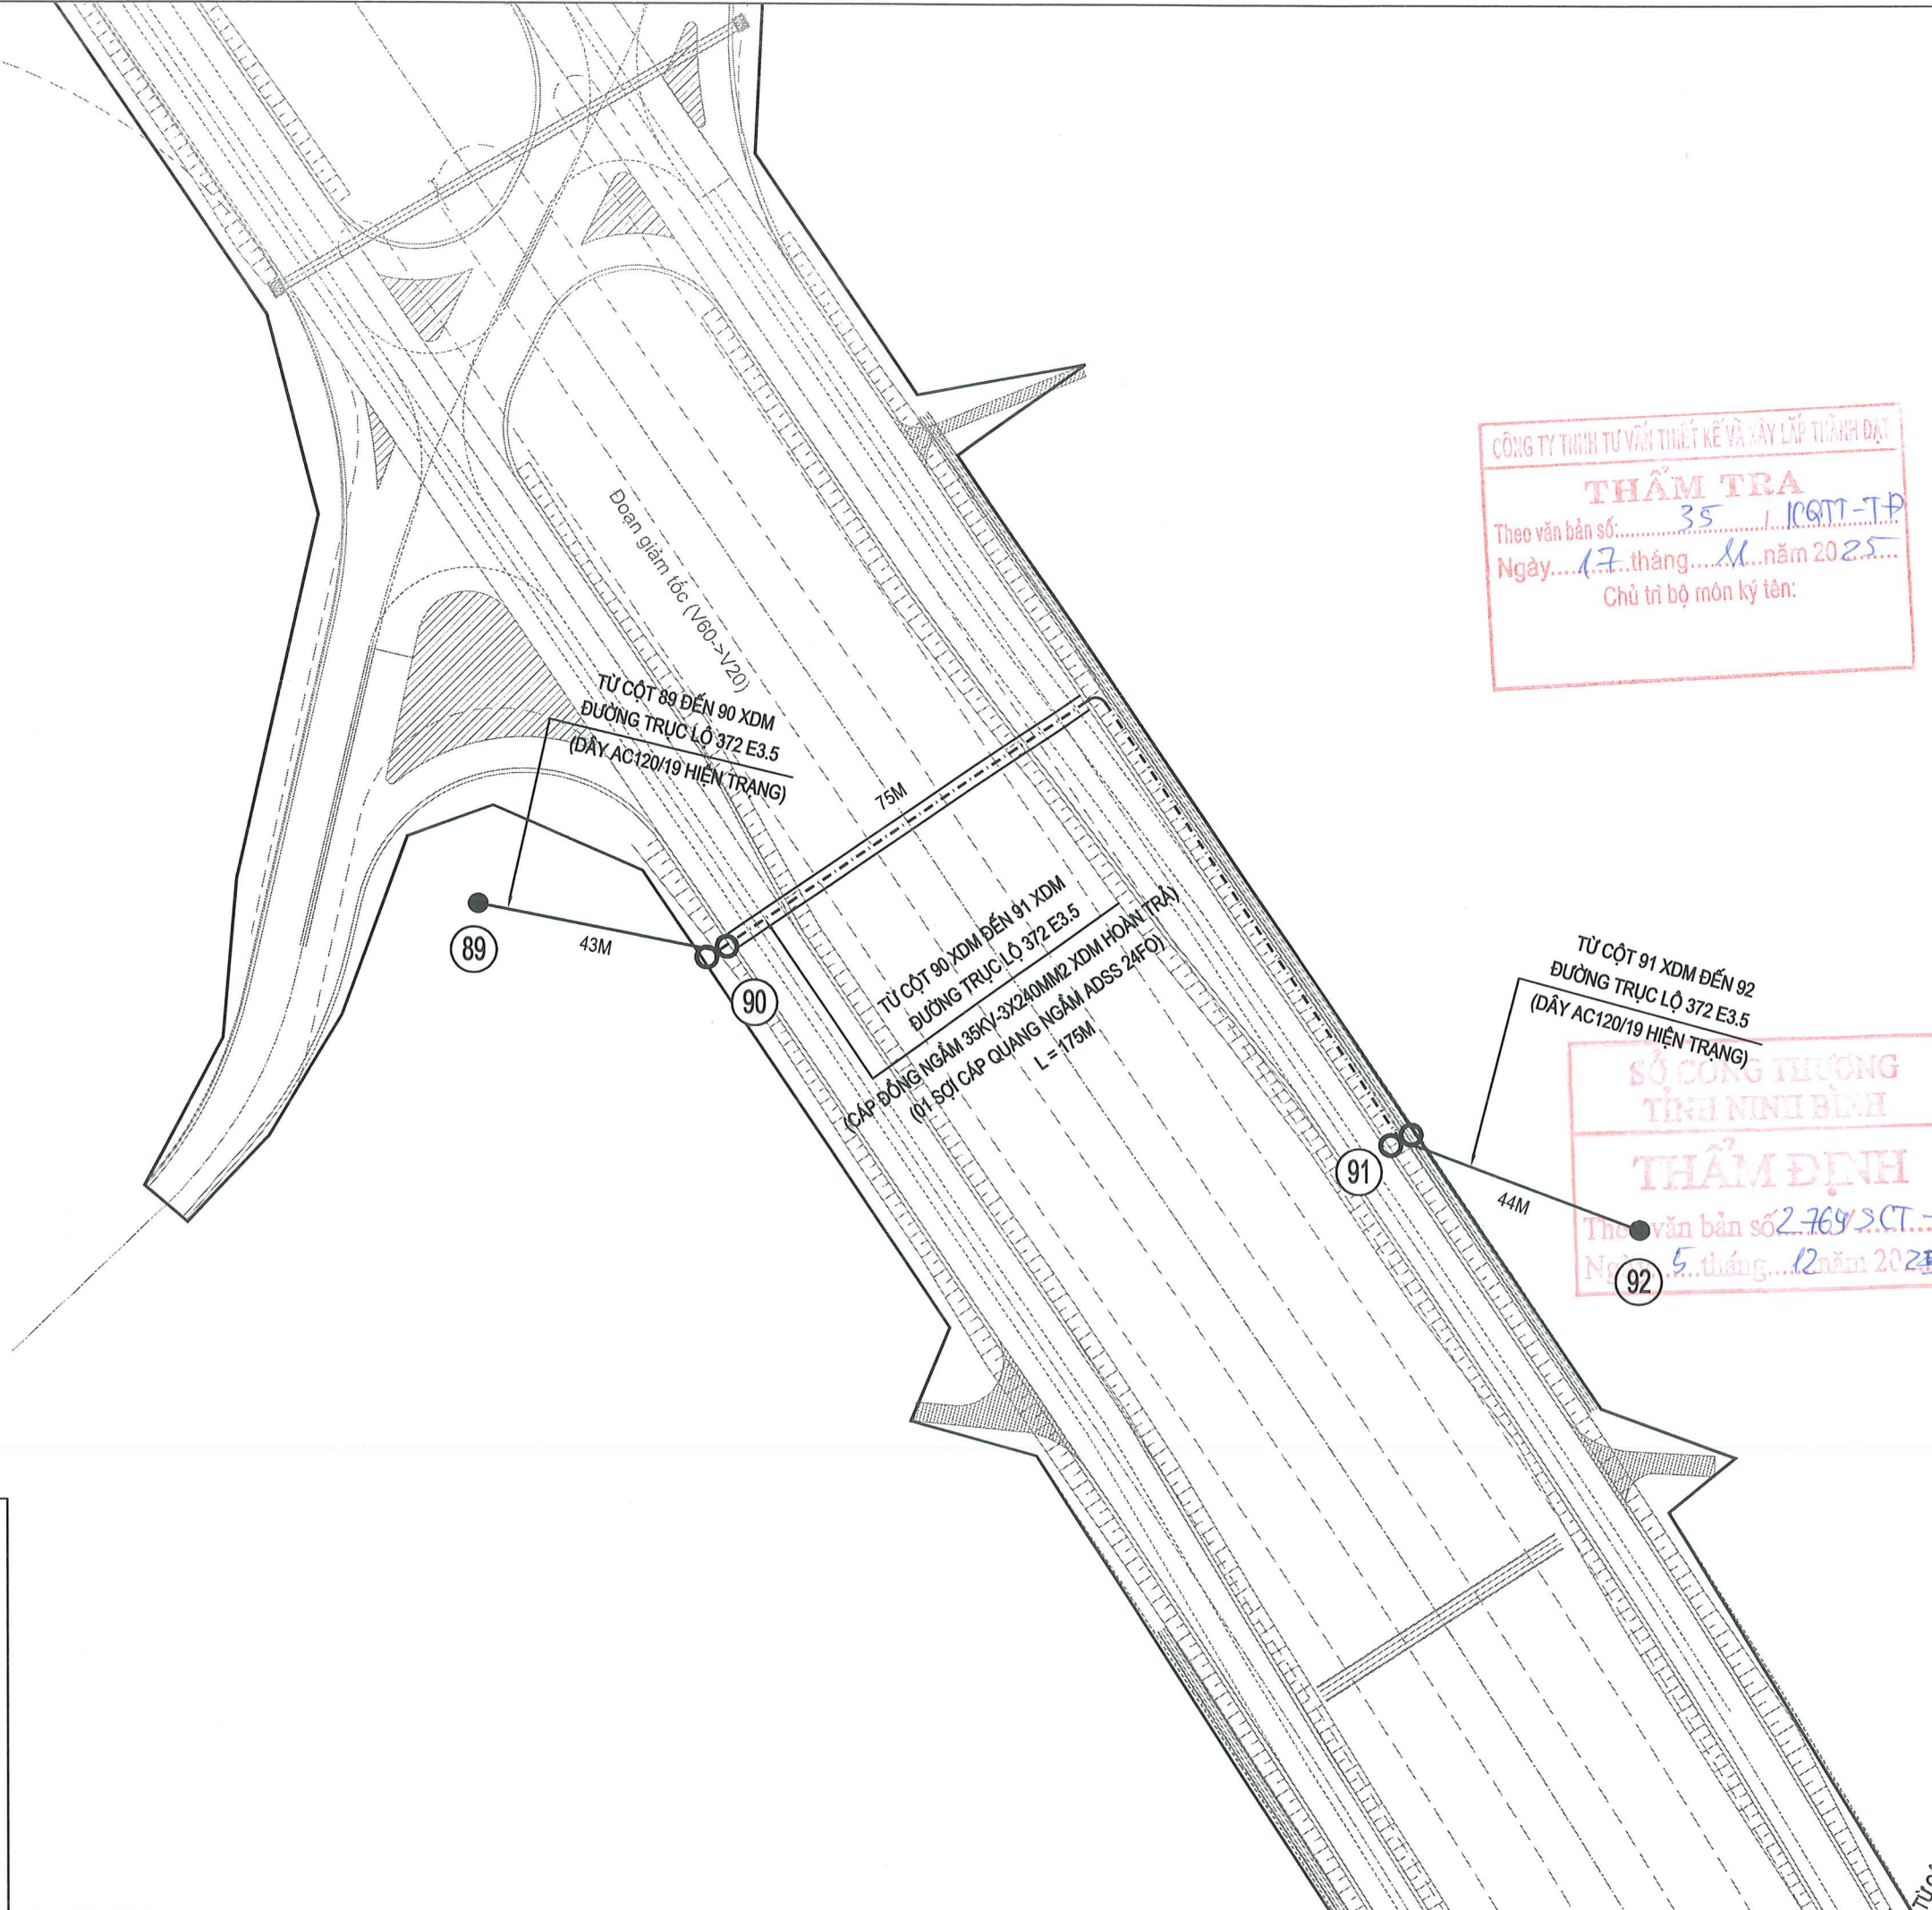 CÔNG TY TNHH TƯ VẤN THIẾT KẾ VÀ XÂY LẮP THÀNH ĐẠT
THẨM TRA
Theo văn bản số: 35 / KQTT-TĐ
Ngày 17 tháng 11 năm 2025
Chủ trì bộ môn ký tên:
Đoạn giảm tốc (V60->V20)
TỪ CỘT 89 ĐẾN 90 XDM
ĐƯỜNG TRỤC LỘ 372 E3.5
(DÂY AC120/19 HIỆN TRẠNG)
75M
89
43M
90
TỪ CỘT 90 XDM ĐẾN 91 XDM
ĐƯỜNG TRỤC LỘ 372 E3.5
(CÁP ĐỒNG NGẦM 35KV-3X240MM2 XDM HOÀN TRẢ)
(01 SỢI CÁP QUANG NGẦM ADSS 24FO)
L = 175M
TỪ CỘT 91 XDM ĐẾN 92
ĐƯỜNG TRỤC LỘ 372 E3.5
(DÂY AC120/19 HIỆN TRẠNG)
91
44M
92
SỞ CÔNG THƯƠNG
TỈNH NINH BÌNH
THẨM ĐỊNH
Theo văn bản số 2764/SCT-
Ngày 5 tháng 12 năm 2025